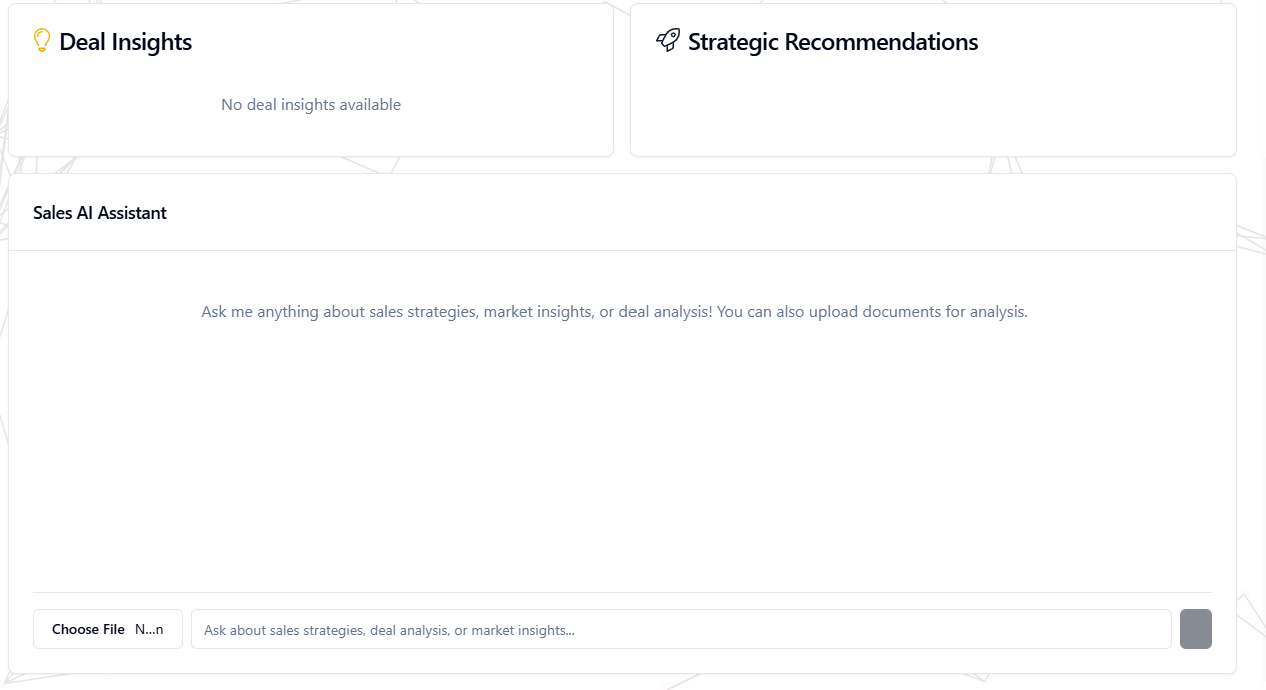 Deal Insights
Strategic Recommendations
No deal insights available
Sales AI Assistant
Ask me anything about sales strategies, market insights, or deal analysis! You can also upload documents for analysis.
Choose File N...n
Ask about sales strategies, deal analysis, or market insights...